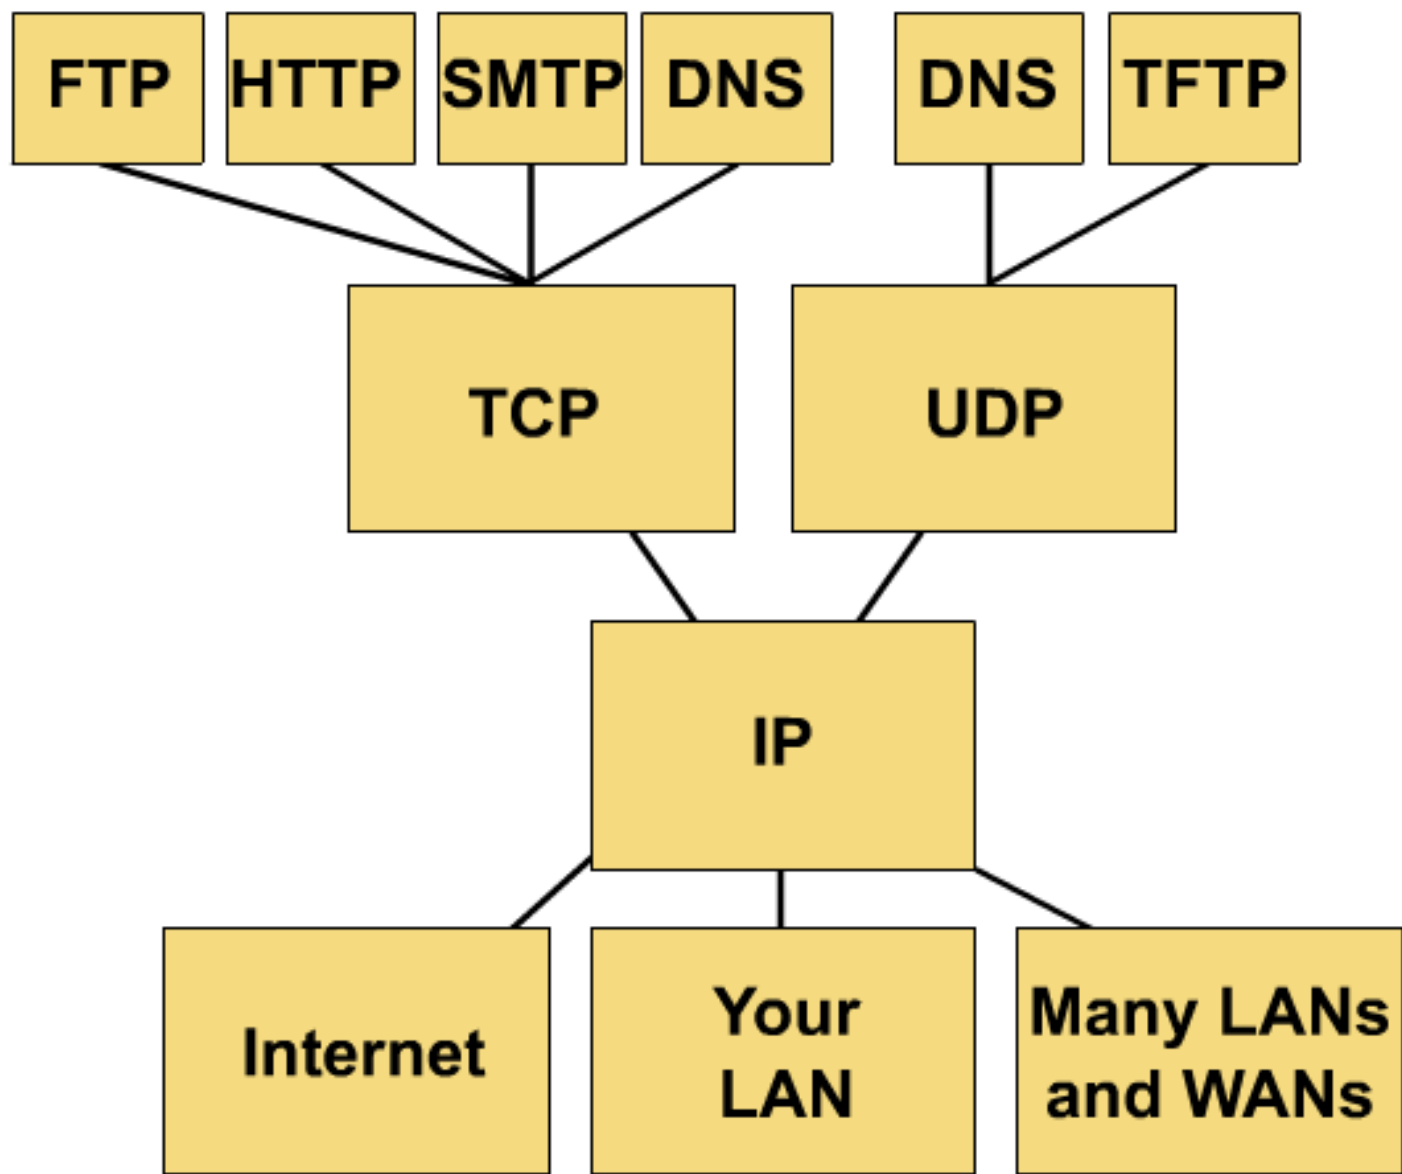 FTP
HTTP
SMTP
DNS
DNS
TFTP
TCP
UDP
IP
Internet
Your
LAN
Many LANs
and WANs